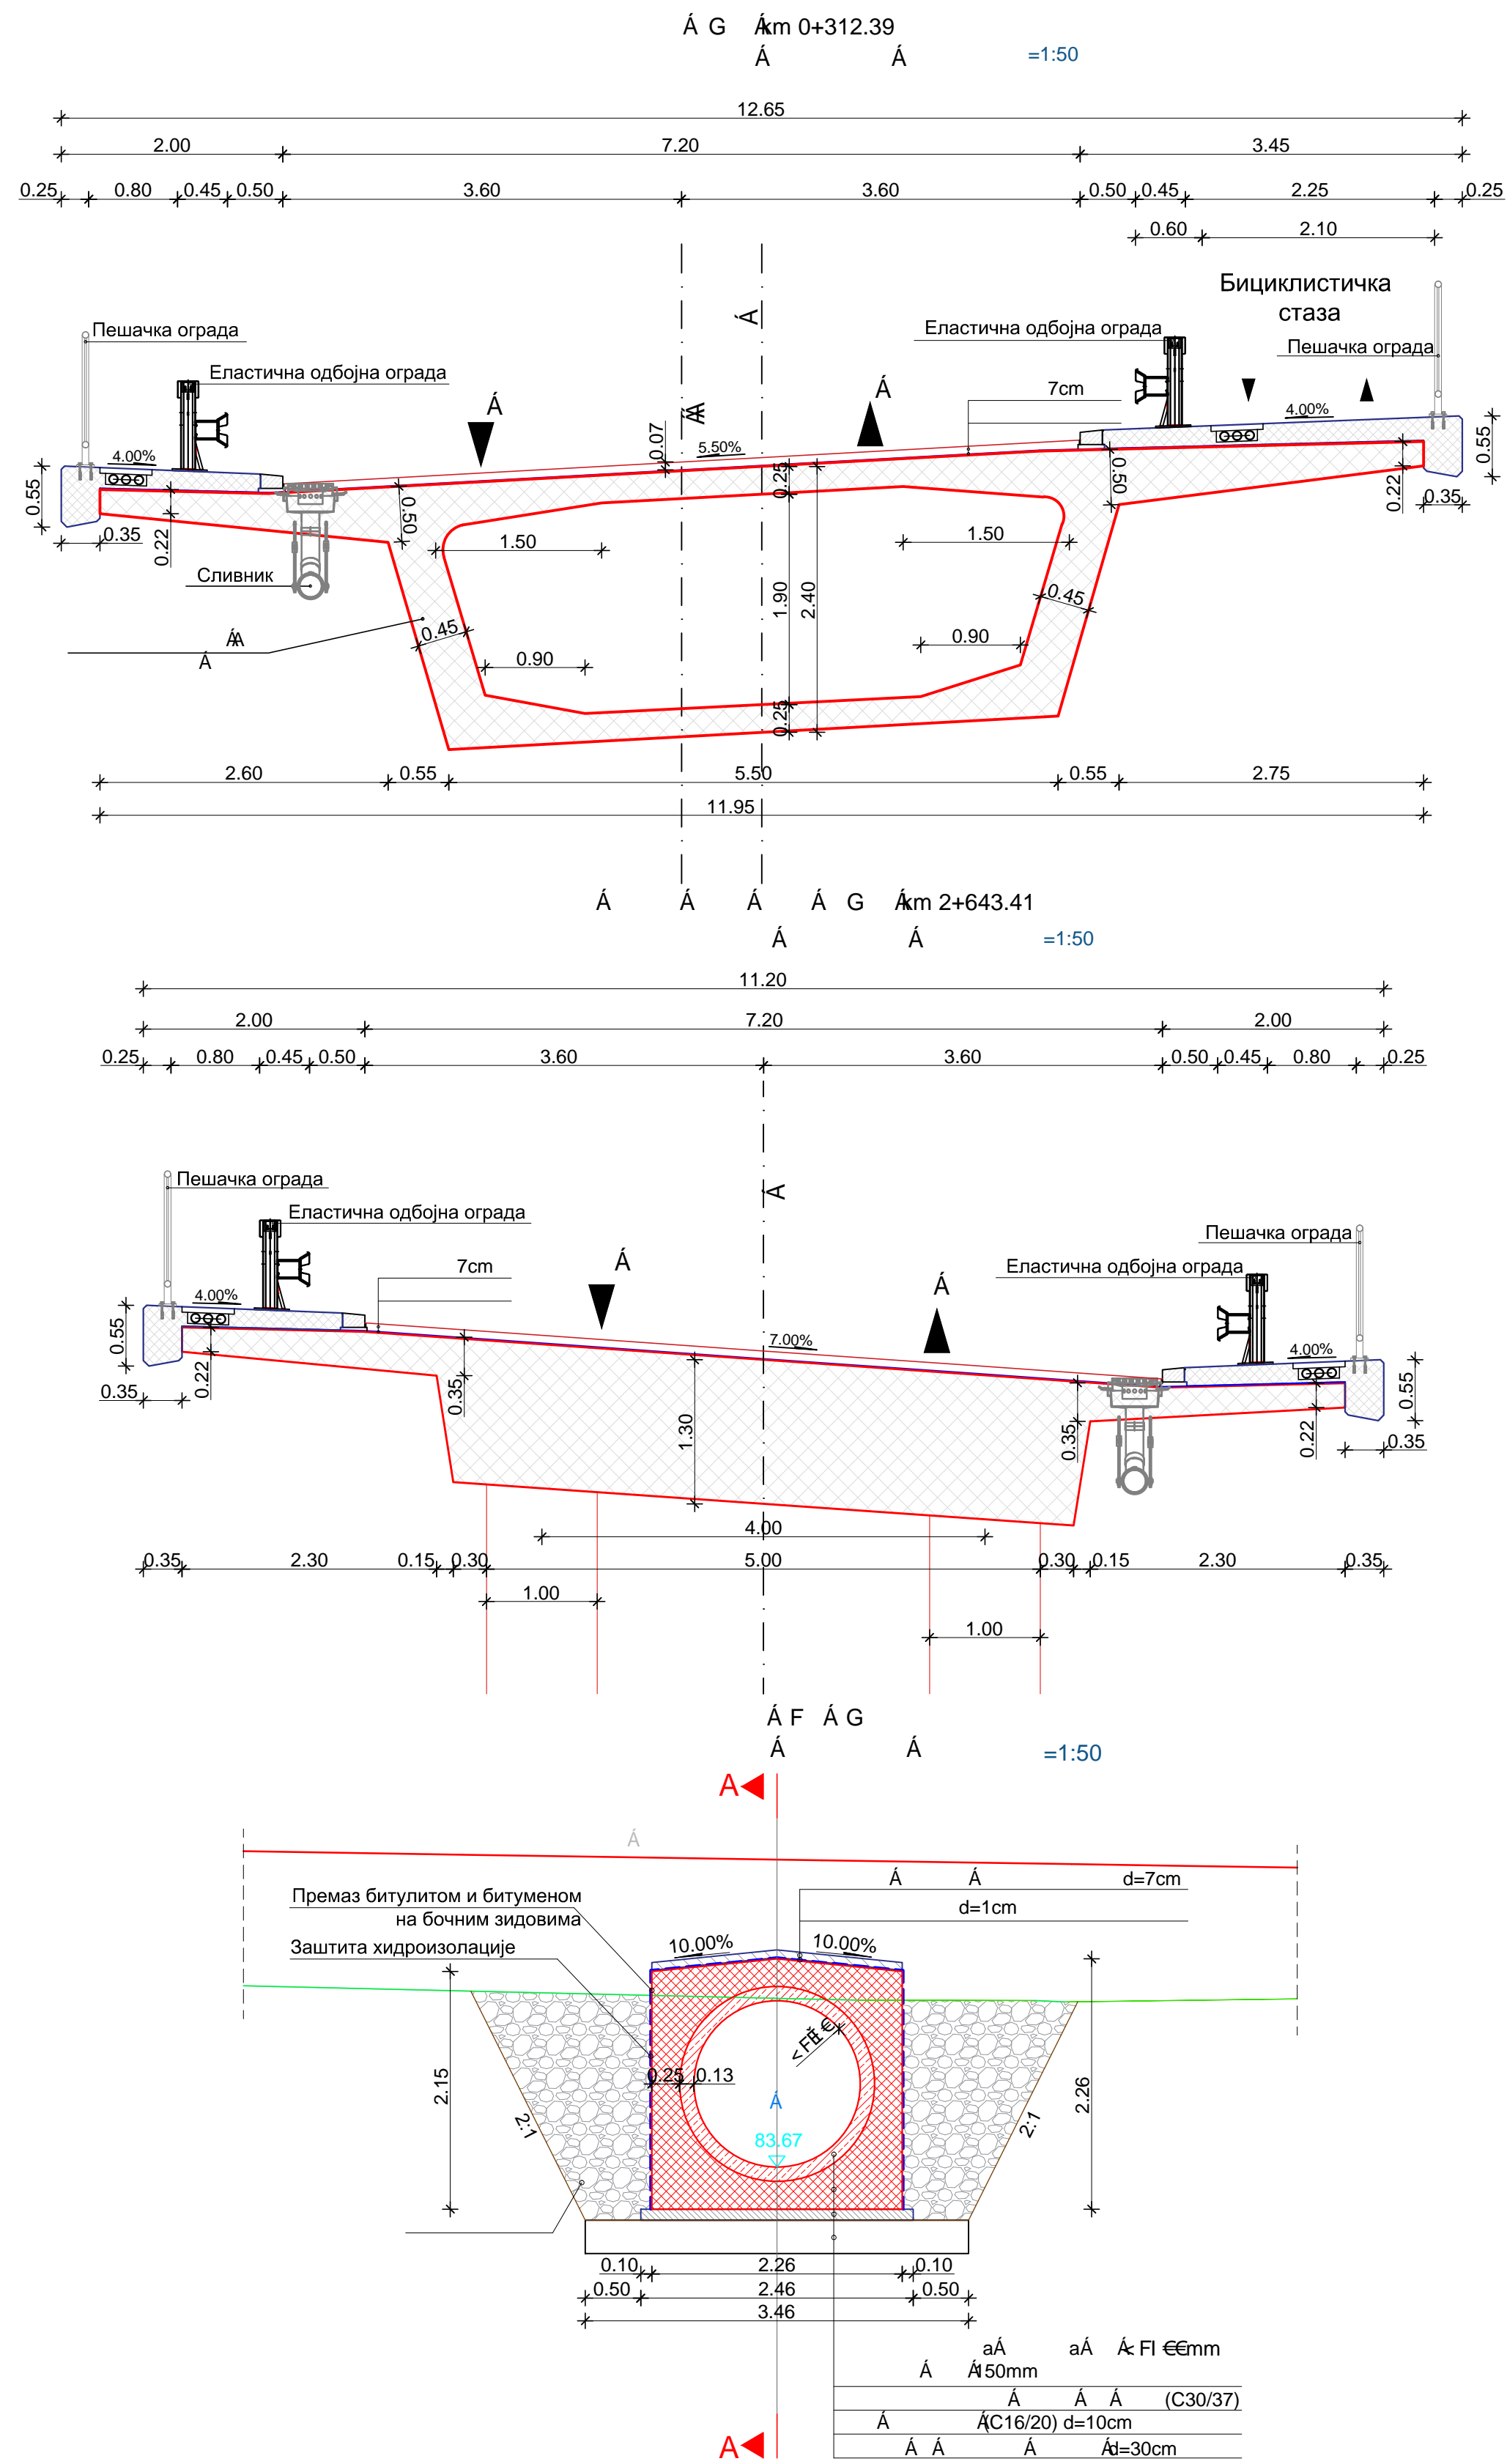 km 0+312.39
=1:50
12.65
2.00 7.20 3.45
0.25 0.80 0.45 0.50 3.60 3.60 0.50 0.45 2.25 0.25
0.60 2.10
Бициклистичка
стаза
Пешачка ограда
Еластична одбојна ограда
Еластична одбојна ограда
Пешачка ограда
7cm
4.00%
5.50%
4.00%
0.07
0.55
0.35
0.22
0.50
0.25
0.50
0.22
0.35
0.55
1.50
1.50
Сливник
1.90
2.40
0.45
0.45
0.90
0.90
0.25
2.60 0.55 5.50 0.55 2.75
11.95
km 2+643.41
=1:50
11.20
2.00 7.20 2.00
0.25 0.80 0.45 0.50 3.60 3.60 0.50 0.45 0.80 0.25
Пешачка ограда
Еластична одбојна ограда
Пешачка ограда
Еластична одбојна ограда
7cm
4.00%
7.00%
4.00%
0.55
0.35
0.22
0.35
1.30
0.35
0.22
0.55
0.35
4.00
0.35 2.30 0.15 0.30 5.00 0.30 0.15 2.30 0.35
1.00
1.00
=1:50
A
d=7cm
d=1cm
Премаз битулитом и битуменом
на бочним зидовима
Заштита хидроизолације
10.00% 10.00%
2.15
2:1
0.25 0.13
83.67
2:1
2.26
0.10 2.26 0.10
0.50 2.46 0.50
3.46
mm
150mm
(C30/37)
(C16/20) d=10cm
d=30cm
A